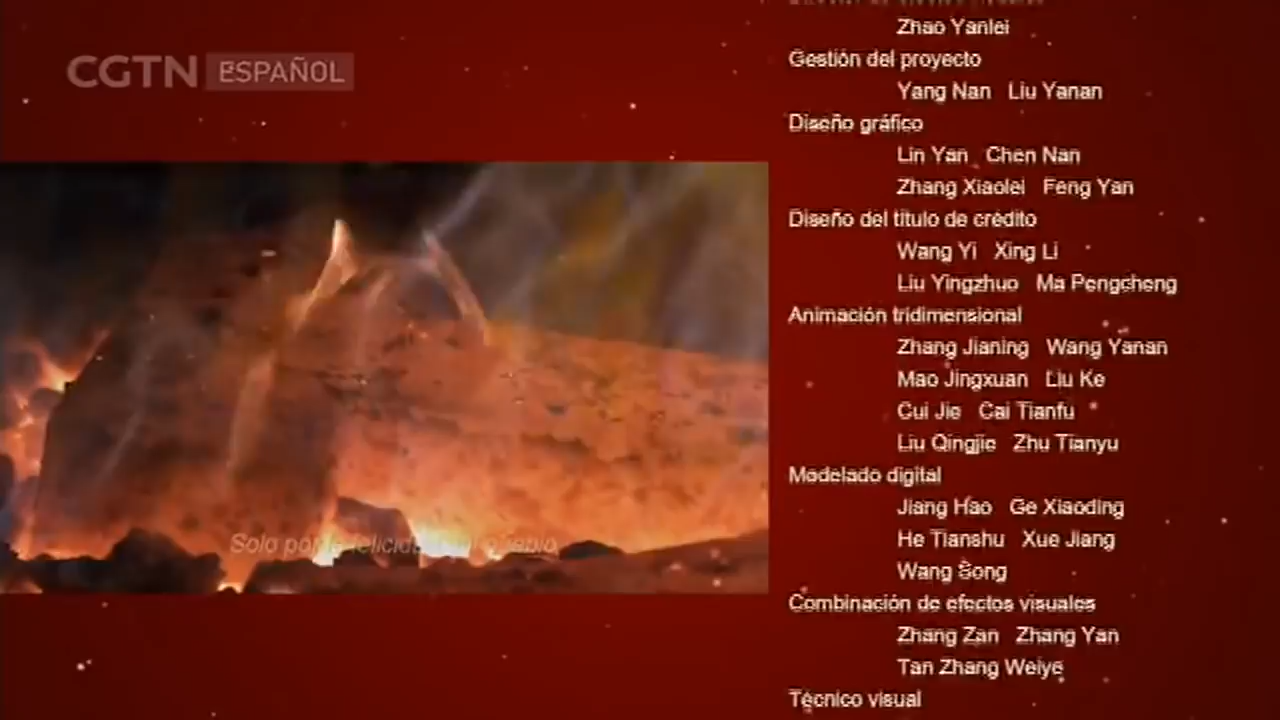 CGTN ESPAÑOL
Zhao Yanlei
Gestión del proyecto
Yang Nan Liu Yanan
Diseño gráfico
Lin Yan Chen Nan
Zhang Xiaolei Feng Yan
Diseño del título de crédito
Wang Yi Xing Li
Liu Yingzhuo Ma Pengcheng
Animación tridimensional
Zhang Jianing Wang Yanan
Mao Jingxuan Liu Ke
Cui Jie Cai Tianfu
Liu Qingjie Zhu Tianyu
Modelado digital
Jiang Hao Ge Xiaoding
He Tianshu Xue Jiang
Wang Song
Combinación de efectos visuales
Zhang Zan Zhang Yan
Tan Zhang Weiye
Técnico visual
Solo por